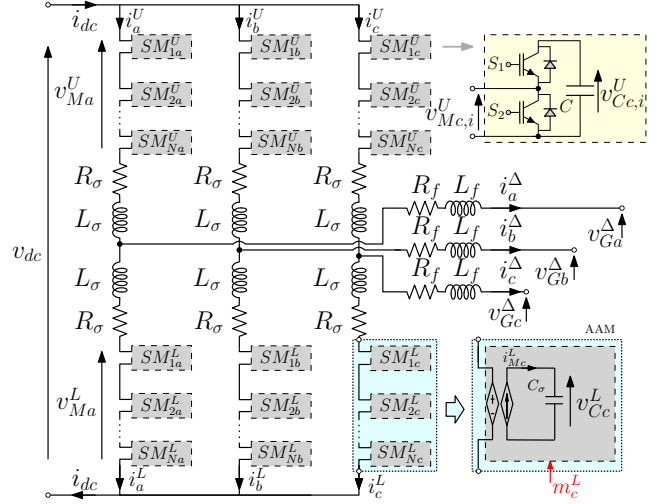 i_{dc} i_a^U i_b^U i_c^U
SM_{1a}^U SM_{1b}^U SM_{1c}^U
S_1
v_{Ma}^U SM_{2a}^U SM_{2b}^U SM_{2c}^U v_{Mc,i}^U S_2 C v_{Cc,i}^U
SM_{Na}^U SM_{Nb}^U SM_{Nc}^U
R_σ R_σ R_σ R_f L_f i_a^Δ
L_σ L_σ L_σ R_f L_f i_b^Δ v_{Ga}^Δ
v_{dc} R_f L_f i_c^Δ v_{Gb}^Δ
L_σ L_σ L_σ v_{Gc}^Δ
R_σ R_σ R_σ AAM
SM_{1a}^L SM_{1b}^L SM_{1c}^L i_{Mc}^L
v_{Ma}^L SM_{2a}^L SM_{2b}^L SM_{2c}^L C_σ v_{Cc}^L
SM_{Na}^L SM_{Nb}^L SM_{Nc}^L
i_{dc} i_a^L i_b^L i_c^L m_c^L